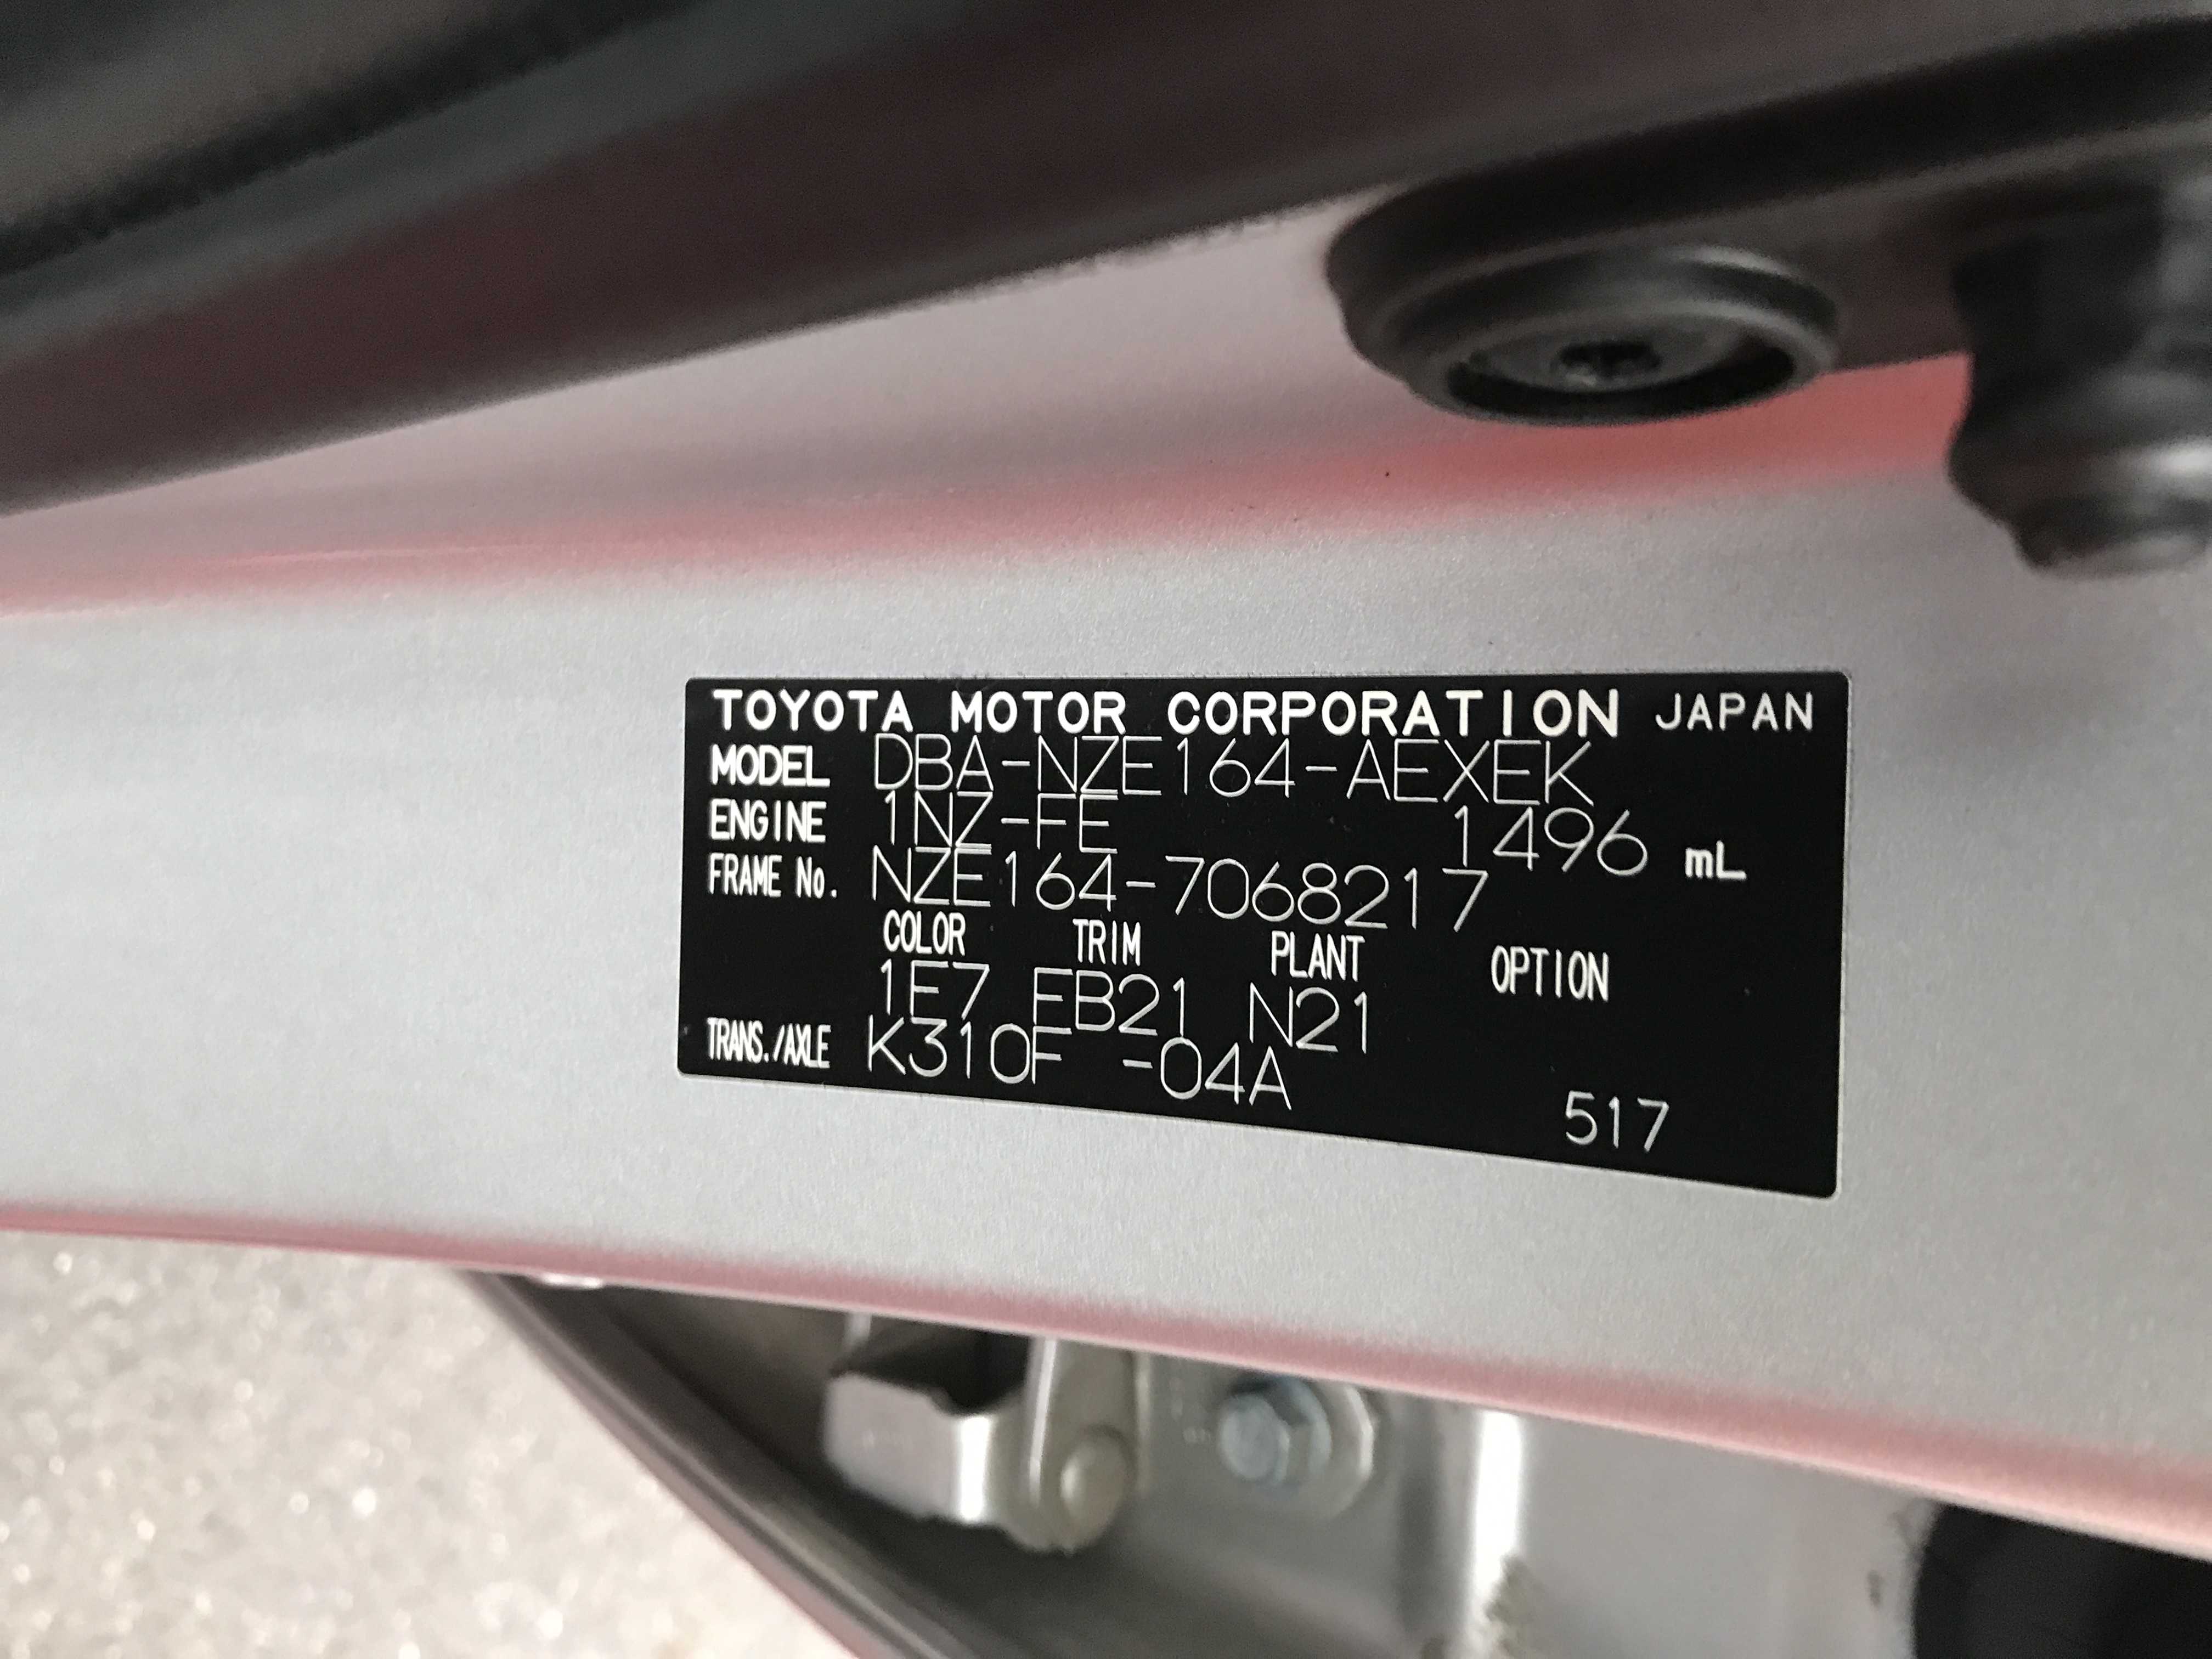 TOYOTA MOTOR CORPORATION JAPAN
MODEL DBA-NZE164-AEXEK
ENGINE 1NZ-FE 1496 mL
FRAME No. NZE164-7068217
COLOR TRIM PLANT OPTION
1E7 EB21 N21
TRANS./AXLE K310F -04A
517